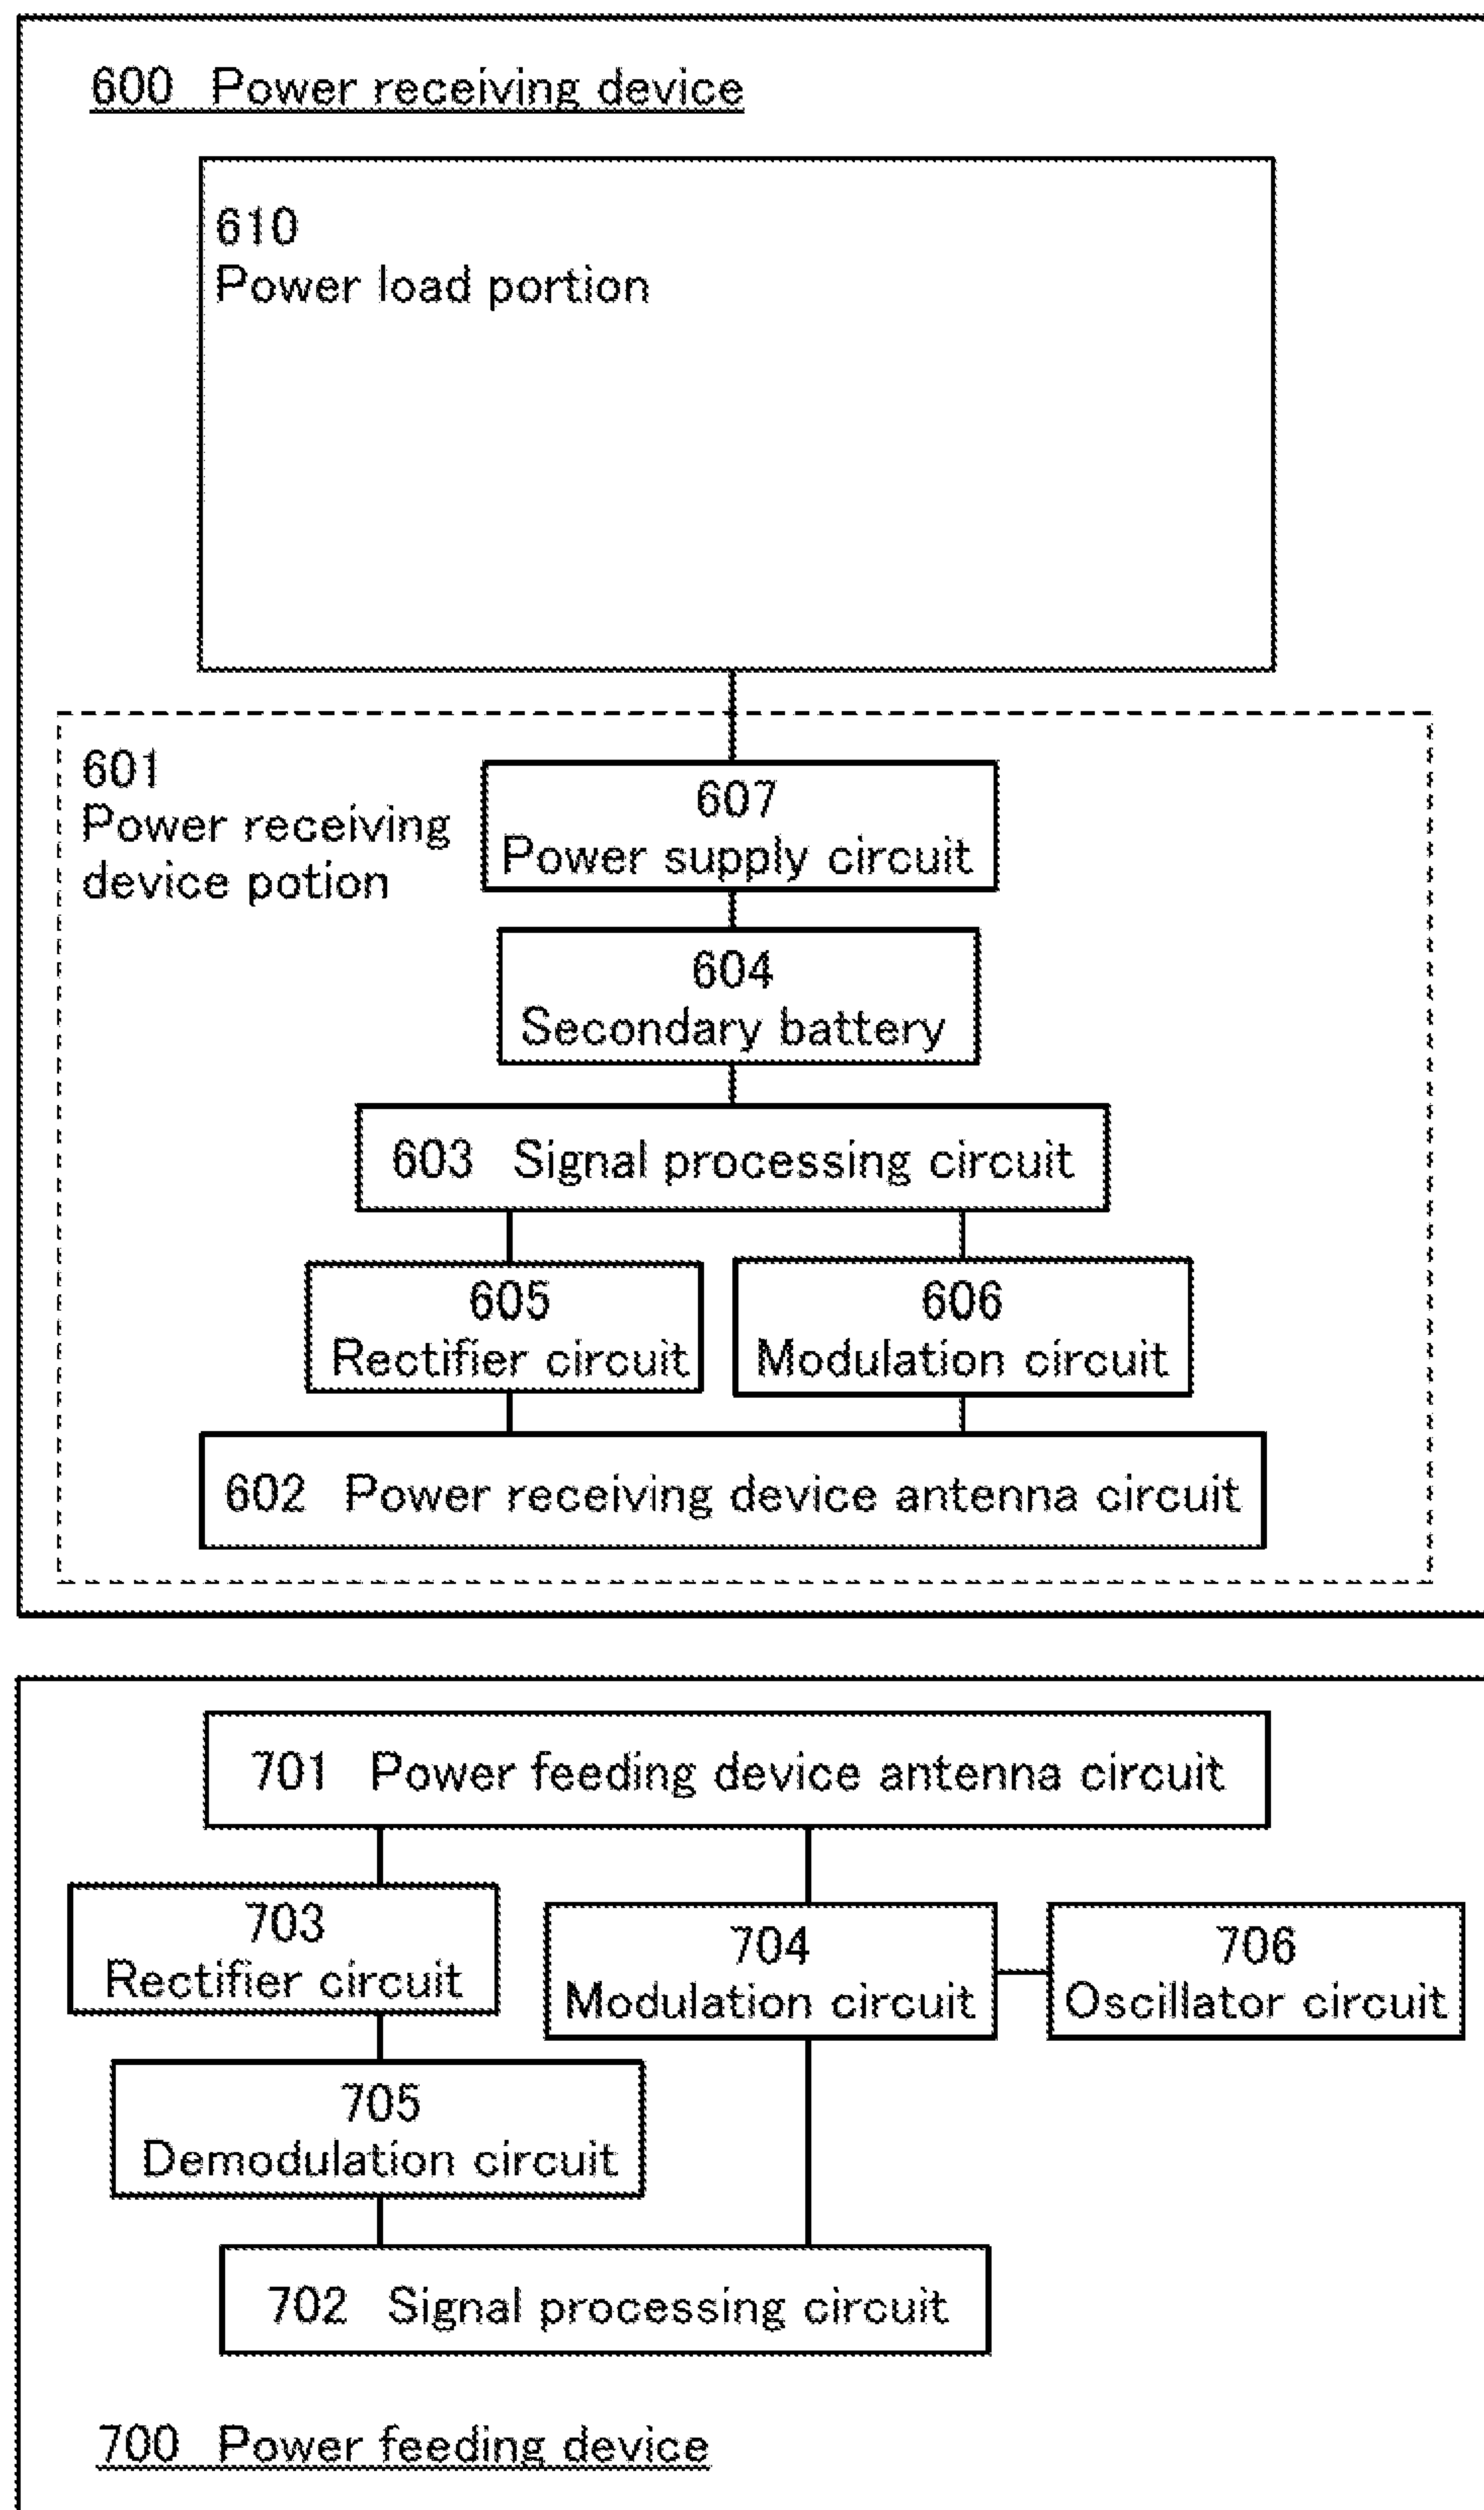 600 Power receiving device
610
Power load portion
601
Power receiving
device potion
607
Power supply circuit
604
Secondary battery
603 Signal processing circuit
605
Rectifier circuit
606
Modulation circuit
602 Power receiving device antenna circuit
701 Power feeding device antenna circuit
703
Rectifier circuit
704
Modulation circuit
706
Oscillator circuit
705
Demodulation circuit
702 Signal processing circuit
700 Power feeding device